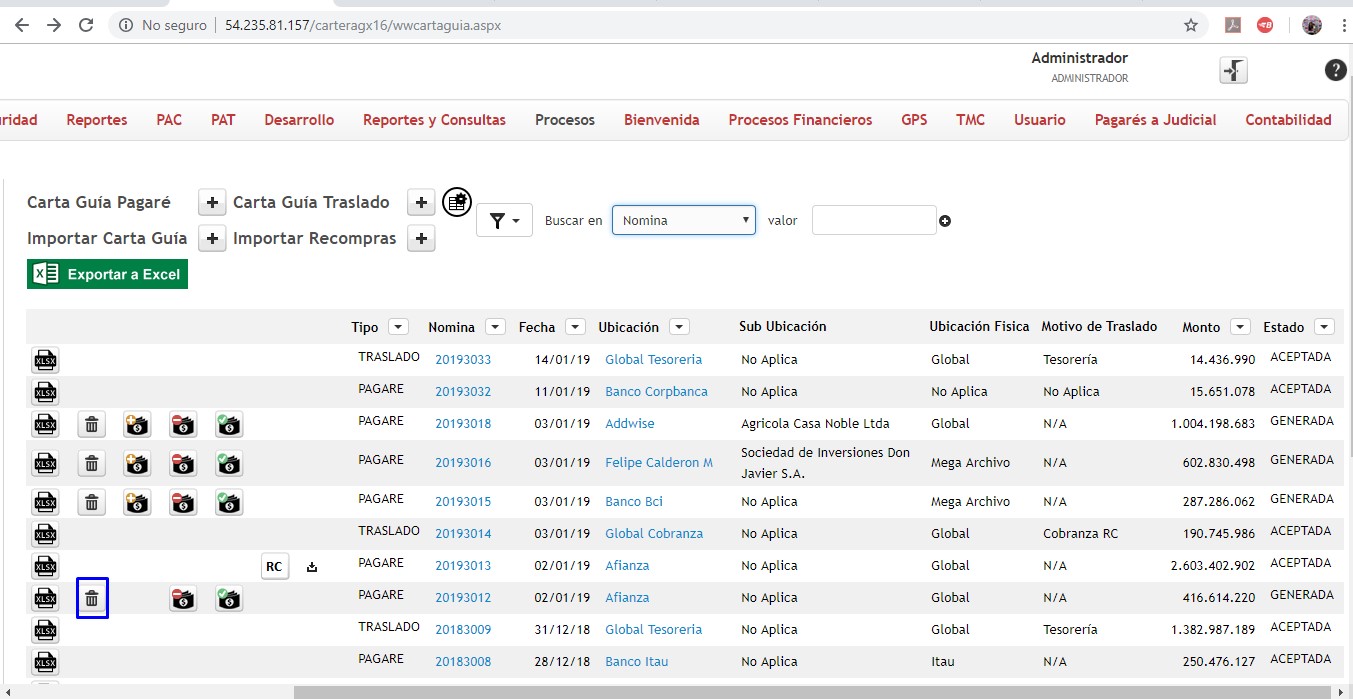 No seguro | 54.235.81.157/carteragx16/wwcartaguia.aspx
Administrador
ADMINISTRADOR
ridad Reportes PAC PAT Desarrollo Reportes y Consultas Procesos Bienvenida Procesos Financieros GPS TMC Usuario Pagarés a Judicial Contabilidad
Carta Guía Pagaré + Carta Guía Traslado +
Buscar en Nomina valor
Importar Carta Guía + Importar Recompras +
Exportar a Excel
Tipo Nomina Fecha Ubicación Sub Ubicación Ubicación Fisica Motivo de Traslado Monto Estado
XLSX TRASLADO 20193033 14/01/19 Global Tesoreria No Aplica Global Tesorería 14.436.990 ACEPTADA
XLSX PAGARE 20193032 11/01/19 Banco Corpbanca No Aplica No Aplica No Aplica 15.651.078 ACEPTADA
XLSX PAGARE 20193018 03/01/19 Addwise Agricola Casa Noble Ltda Global N/A 1.004.198.683 GENERADA
XLSX PAGARE 20193016 03/01/19 Felipe Calderon M Sociedad de Inversiones Don Javier S.A. Mega Archivo N/A 602.830.498 GENERADA
XLSX PAGARE 20193015 03/01/19 Banco Bci No Aplica Mega Archivo N/A 287.286.062 GENERADA
XLSX TRASLADO 20193014 03/01/19 Global Cobranza No Aplica Global Cobranza RC 190.745.986 ACEPTADA
XLSX RC PAGARE 20193013 02/01/19 Afianza No Aplica Global N/A 2.603.402.902 ACEPTADA
XLSX PAGARE 20193012 02/01/19 Afianza No Aplica Global N/A 416.614.220 GENERADA
XLSX TRASLADO 20183009 31/12/18 Global Tesoreria No Aplica Global Tesorería 1.382.987.189 ACEPTADA
XLSX PAGARE 20183008 28/12/18 Banco Itau No Aplica Itau N/A 250.476.127 ACEPTADA